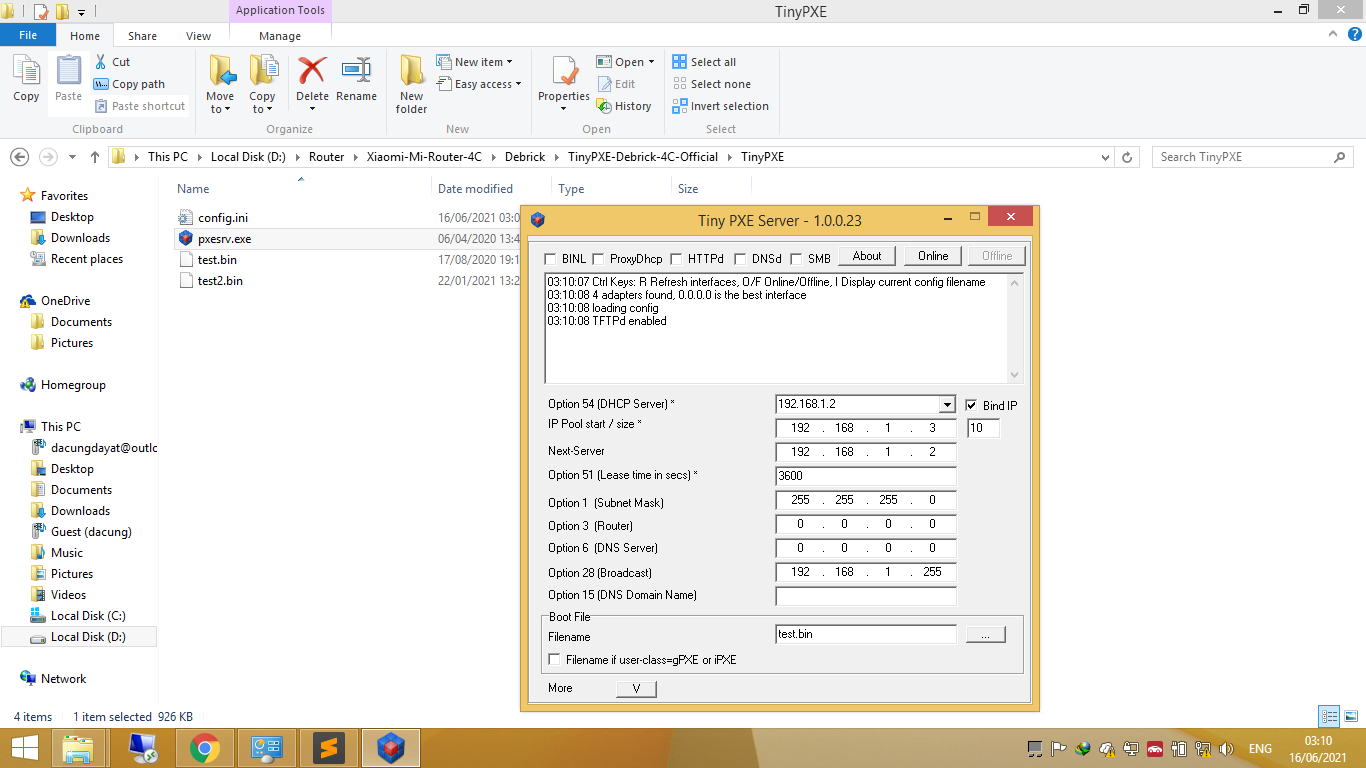 Application Tools
TinyPXE
File
Home
Share
View
Manage
Copy
Paste
Cut
Copy path
Paste shortcut
Clipboard
Move to
Copy to
Delete
Rename
Organize
New folder
New item
Easy access
New
Properties
Open
Edit
History
Open
Select all
Select none
Invert selection
Select
This PC
Local Disk (D:)
Router
Xiaomi-Mi-Router-4C
Debrick
TinyPXE-Debrick-4C-Official
TinyPXE
Search TinyPXE
Name
Date modified
Type
Size
config.ini
16/06/2021 03:0
pxesrv.exe
06/04/2020 13:4
test.bin
17/08/2020 19:1
test2.bin
22/01/2021 13:2
Favorites
Desktop
Downloads
Recent places
OneDrive
Documents
Pictures
Homegroup
This PC
dacungdayat@outlo
Desktop
Documents
Downloads
Guest (dacung)
Music
Pictures
Videos
Local Disk (C:)
Local Disk (D:)
Network
Tiny PXE Server - 1.0.0.23
BINL
ProxyDhcp
HTTPd
DNSd
SMB
About
Online
Offline
03:10:07 Ctrl Keys: R Refresh interfaces, O/F Online/Offline, I Display current config filename
03:10:08 4 adapters found, 0.0.0.0 is the best interface
03:10:08 loading config
03:10:08 TFTPd enabled
Option 54 (DHCP Server) *
192.168.1.2
Bind IP
IP Pool start / size *
192 . 168 . 1 . 3
10
Next-Server
192 . 168 . 1 . 2
Option 51 (Lease time in secs) *
3600
Option 1 (Subnet Mask)
255 . 255 . 255 . 0
Option 3 (Router)
0 . 0 . 0 . 0
Option 6 (DNS Server)
0 . 0 . 0 . 0
Option 28 (Broadcast)
192 . 168 . 1 . 255
Option 15 (DNS Domain Name)
Boot File
Filename
test.bin
...
Filename if user-class=gPXE or iPXE
More
V
4 items
1 item selected 926 KB
ENG
03:10
16/06/2021